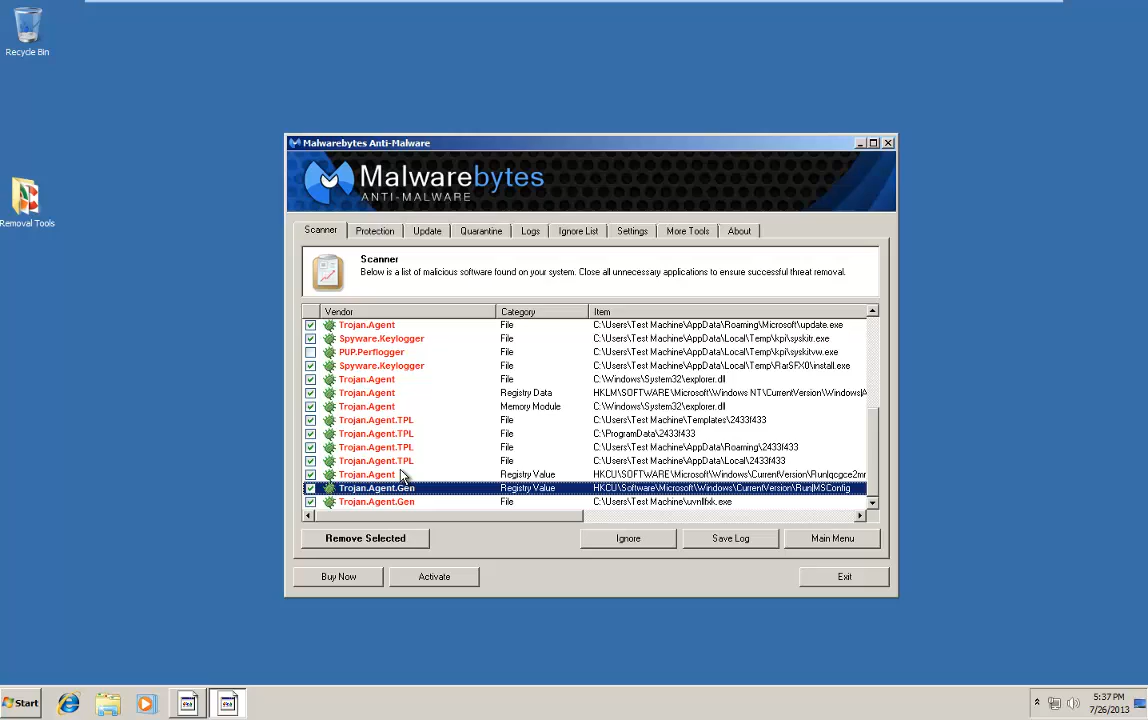 Recycle Bin
Removal Tools
Malwarebytes Anti-Malware
Malwarebytes
ANTI-MALWARE
Scanner Protection Update Quarantine Logs Ignore List Settings More Tools About
Scanner
Below is a list of malicious software found on your system. Close all unnecessary applications to ensure successful threat removal.
Vendor Category Item
Trojan.Agent File C:\Users\Test Machine\AppData\Roaming\Microsoft\update.exe
Spyware.Keylogger File C:\Users\Test Machine\AppData\Local\Temp\kpi\syskitr.exe
PUP.Perflogger File C:\Users\Test Machine\AppData\Local\Temp\kpi\syskitvw.exe
Spyware.Keylogger File C:\Users\Test Machine\AppData\Local\Temp\RarSFX0\install.exe
Trojan.Agent File C:\Windows\System32\explorer.dll
Trojan.Agent Registry Data HKLM\SOFTWARE\Microsoft\Windows NT\CurrentVersion\Windows|A
Trojan.Agent Memory Module C:\Windows\System32\explorer.dll
Trojan.Agent.TPL File C:\Users\Test Machine\Templates\2433f433
Trojan.Agent.TPL File C:\ProgramData\2433f433
Trojan.Agent.TPL File C:\Users\Test Machine\AppData\Roaming\2433f433
Trojan.Agent.TPL File C:\Users\Test Machine\AppData\Local\2433f433
Trojan.Agent Registry Value
Trojan.Agent.Gen Registry Value HKCU\Software\Microsoft\Windows\CurrentVersion\Run|MSConfig
Trojan.Agent.Gen File
Remove Selected Ignore Save Log Main Menu
Buy Now Activate Exit
Start
5:37 PM
7/26/2013